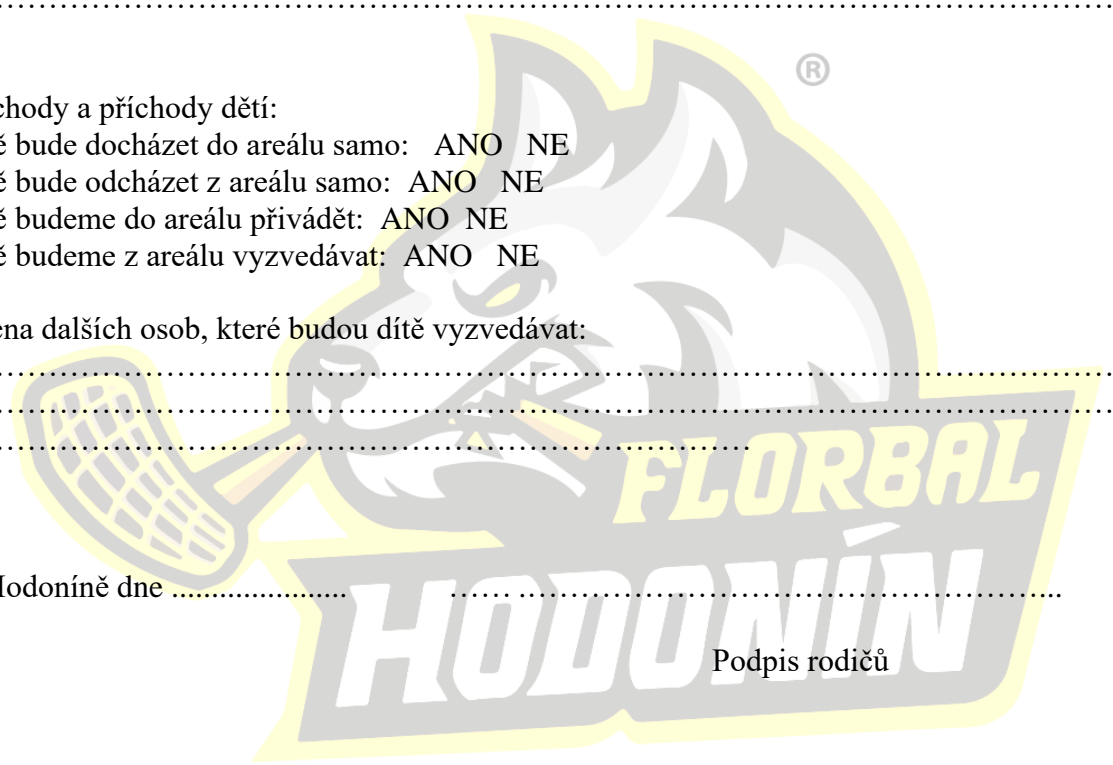 ……………………………………………………………………………………………
chody a příchody dětí:
ě bude docházet do areálu samo: ANO NE
ě bude odcházet z areálu samo: ANO NE
ě budeme do areálu přivádět: ANO NE
ě budeme z areálu vyzvedávat: ANO NE
ena dalších osob, které budou dítě vyzvedávat:
……………………………………………………………………………………………
……………………………………………………………………………………………
……………………………………………………………
Hodoníně dne ...................... …… ………………………………………..
Podpis rodičů
®
FLORBAL
HODONÍN